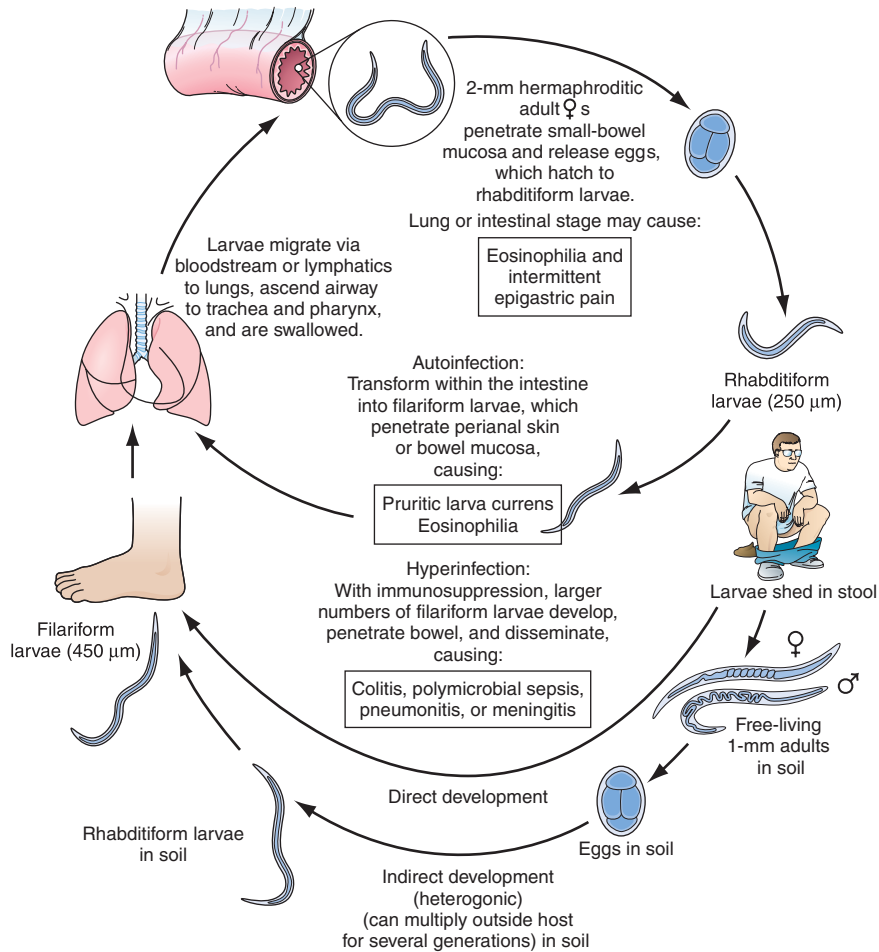 2-mm hermaphroditic
adult ♀ s
penetrate small-bowel
mucosa and release eggs,
which hatch to
rhabditiform larvae.
Lung or intestinal stage may cause:
Eosinophilia and
intermittent
epigastric pain
Larvae migrate via
bloodstream or lymphatics
to lungs, ascend airway
to trachea and pharynx,
and are swallowed.
Rhabditiform
larvae (250 μm)
Autoinfection:
Transform within the intestine
into filariform larvae, which
penetrate perianal skin
or bowel mucosa,
causing:
Pruritic larva currens
Eosinophilia
Hyperinfection:
With immunosuppression, larger
numbers of filariform larvae develop,
penetrate bowel, and disseminate,
causing:
Colitis, polymicrobial sepsis,
pneumonitis, or meningitis
Larvae shed in stool
♀
♂
Free-living
1-mm adults
in soil
Filariform
larvae (450 μm)
Direct development
Eggs in soil
Rhabditiform larvae
in soil
Indirect development
(heterogonic)
(can multiply outside host
for several generations) in soil